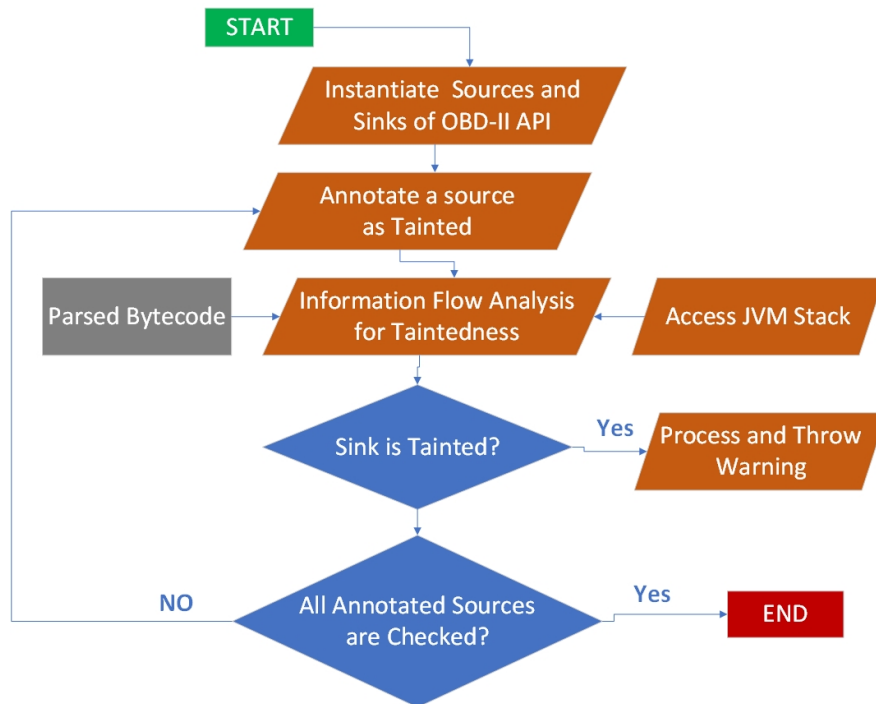 START
Instantiate Sources and
Sinks of OBD-II API
Annotate a source
as Tainted
Parsed Bytecode
Information Flow Analysis
for Taintedness
Access JVM Stack
Sink is Tainted?
Yes
Process and Throw
Warning
NO
All Annotated Sources
are Checked?
Yes
END